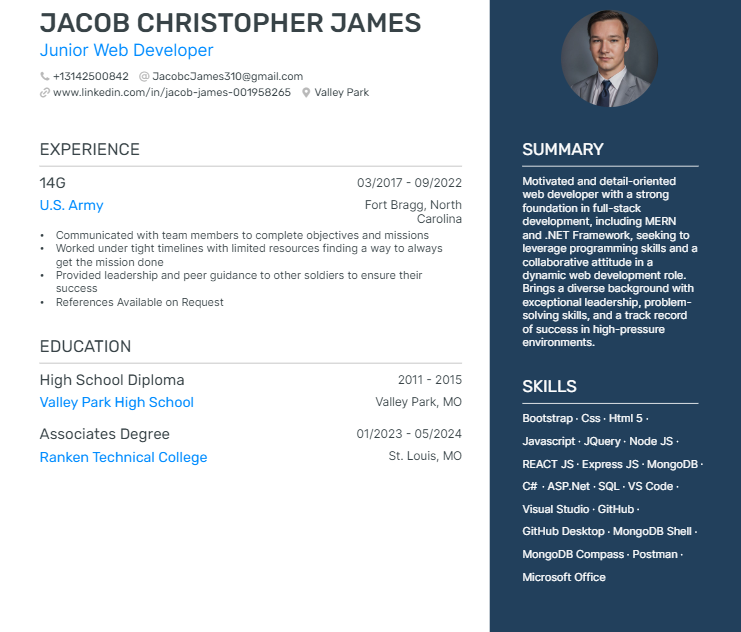 JACOB CHRISTOPHER JAMES
Junior Web Developer
+13142500842 @ JacobcJames310@gmail.com
www.linkedin.com/in/jacob-james-001958265 Valley Park
EXPERIENCE
14G 03/2017 - 09/2022
U.S. Army Fort Bragg, North
Carolina
• Communicated with team members to complete objectives and missions
• Worked under tight timelines with limited resources finding a way to always
get the mission done
• Provided leadership and peer guidance to other soldiers to ensure their
success
• References Available on Request
EDUCATION
High School Diploma 2011 - 2015
Valley Park High School Valley Park, MO
Associates Degree 01/2023 - 05/2024
Ranken Technical College St. Louis, MO
SUMMARY
Motivated and detail-oriented
web developer with a strong
foundation in full-stack
development, including MERN
and .NET Framework, seeking to
leverage programming skills and a
collaborative attitude in a
dynamic web development role.
Brings a diverse background with
exceptional leadership, problem-
solving skills, and a track record
of success in high-pressure
environments.
SKILLS
Bootstrap · Css · Html 5 ·
Javascript · JQuery · Node JS ·
REACT JS · Express JS · MongoDB ·
C# · ASP.Net · SQL · VS Code ·
Visual Studio · GitHub ·
GitHub Desktop · MongoDB Shell ·
MongoDB Compass · Postman ·
Microsoft Office